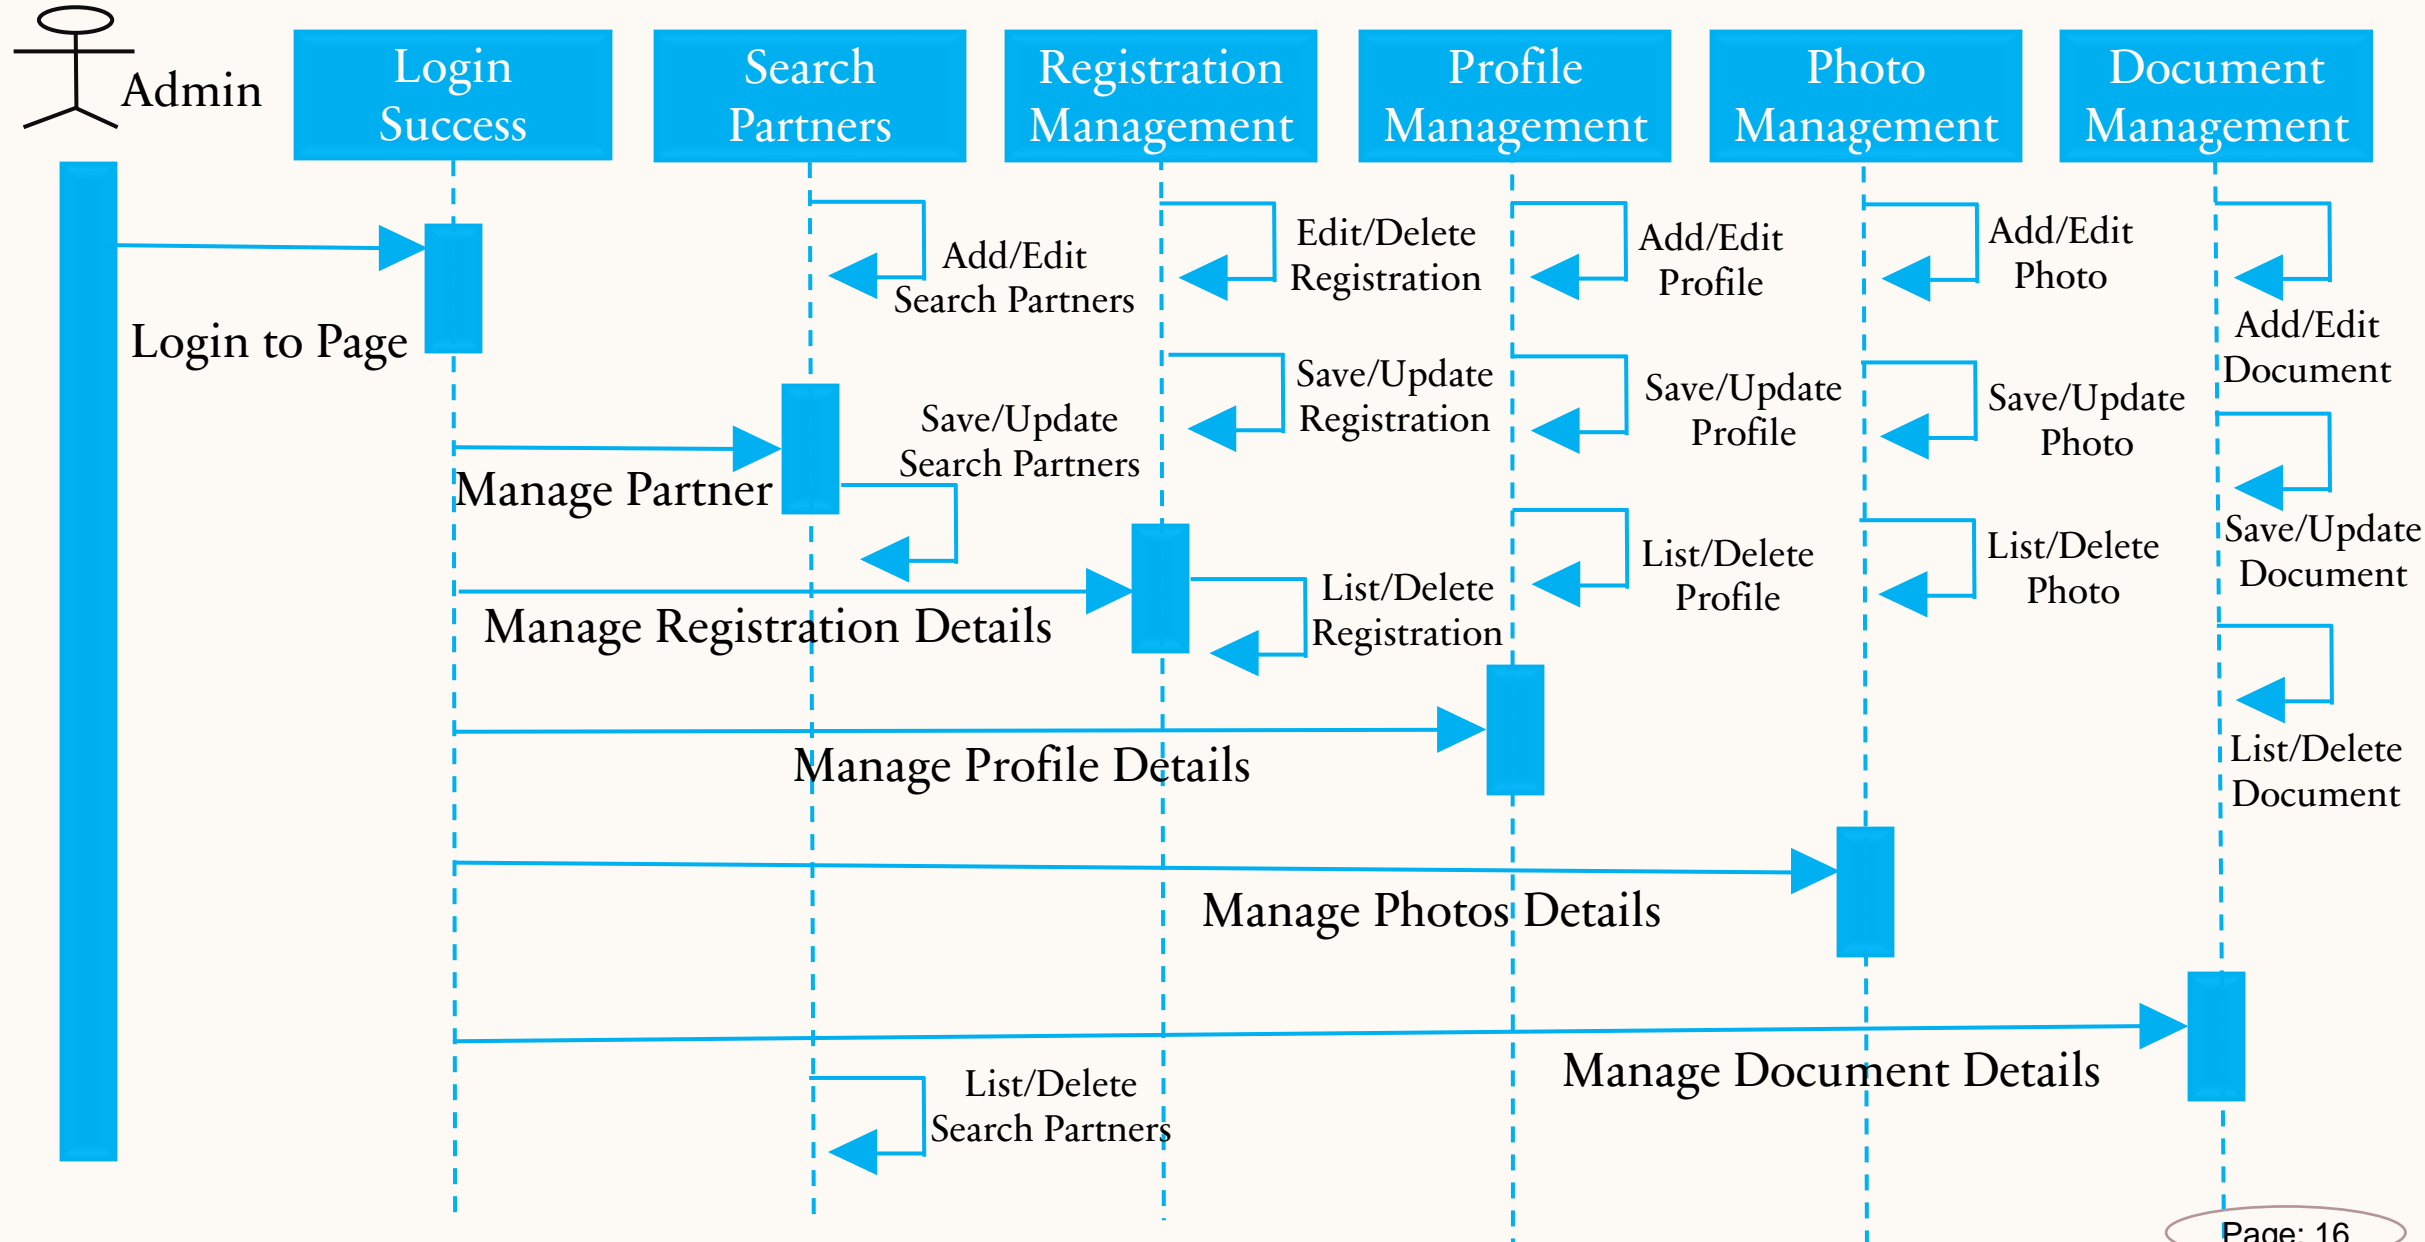 Admin
Login
Success
Search
Partners
Registration
Management
Profile
Management
Photo
Management
Document
Management
Login to Page
Add/Edit
Search Partners
Edit/Delete
Registration
Add/Edit
Profile
Add/Edit
Photo
Add/Edit
Document
Manage Partner
Save/Update
Search Partners
Save/Update
Registration
Save/Update
Profile
Save/Update
Photo
Save/Update
Document
Manage Registration Details
List/Delete
Registration
List/Delete
Profile
List/Delete
Photo
List/Delete
Document
Manage Profile Details
Manage Photos Details
Manage Document Details
List/Delete
Search Partners
Page: 16